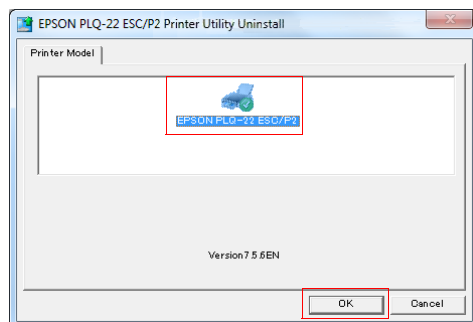 EPSON PLQ-22 ESC/P2 Printer Utility Uninstall
Printer Model
EPSON PLQ-22 ESC/P2
Version7.5.6EN
OK
Cancel